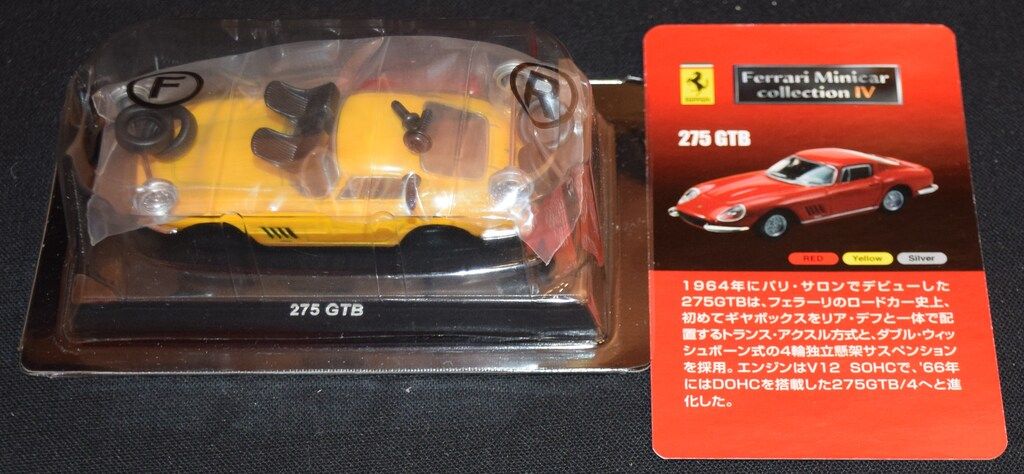 F
R
275 GTB
Ferrari
Ferrari Minicar
collection IV
275 GTB
RED Yellow Silver
1964年にパリ・サロンでデビューした
275GTBは、フェラーリのロードカー史上、
初めてギヤボックスをリア・デフと一体で配
置するトランス・アクスル方式と、ダブル・ウィッ
シュボーン式の4輪独立懸架サスペンション
を採用。エンジンはV12 SOHCで、'66年
にはDOHCを搭載した275GTB/4へと進
化した。